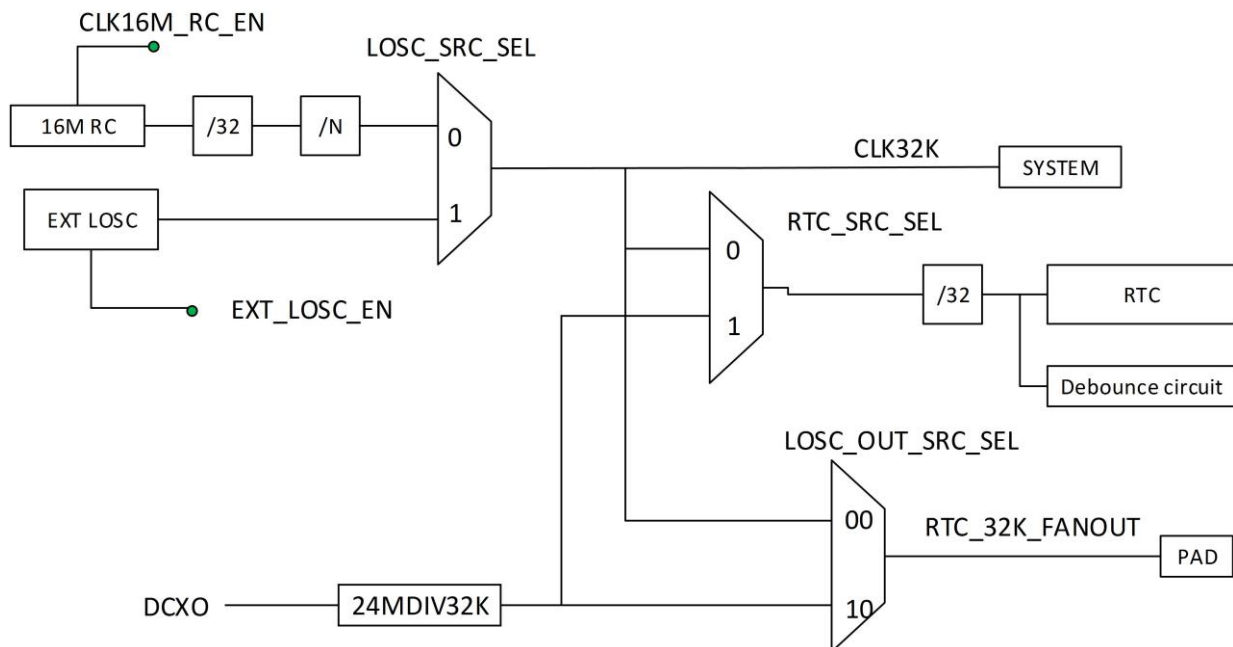 CLK16M_RC_EN
LOSC_SRC_SEL
16M RC
/32
/N
0
CLK32K
SYSTEM
EXT LOSC
1
RTC_SRC_SEL
0
EXT_LOSC_EN
/32
RTC
1
Debounce circuit
LOSC_OUT_SRC_SEL
00
RTC_32K_FANOUT
PAD
DCXO
24MDIV32K
10